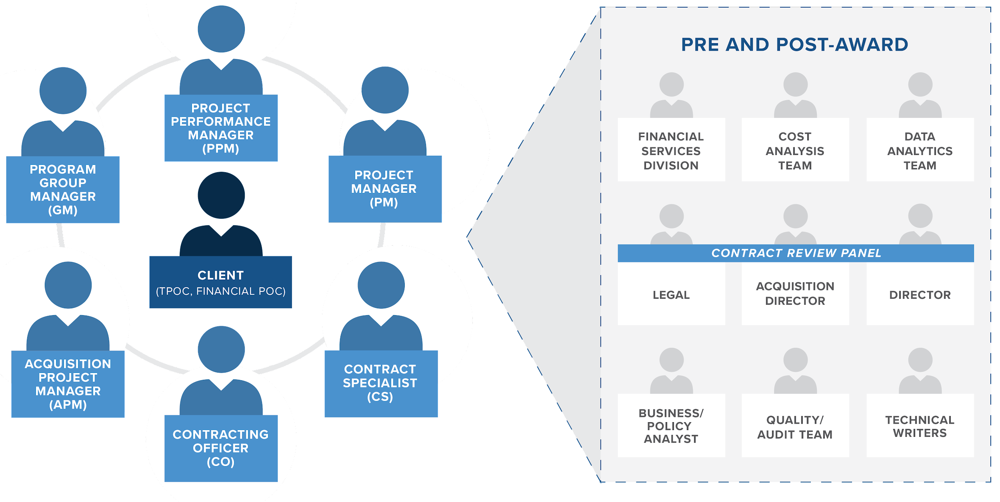 PROJECT
PERFORMANCE
MANAGER
(PPM)
PROGRAM
GROUP
MANAGER
(GM)
PROJECT
MANAGER
(PM)
CLIENT
(TPOC, FINANCIAL POC)
ACQUISITION
PROJECT
MANAGER
(APM)
CONTRACT
SPECIALIST
(CS)
CONTRACTING
OFFICER
(CO)
PRE AND POST-AWARD
FINANCIAL
SERVICES
DIVISION
COST
ANALYSIS
TEAM
DATA
ANALYTICS
TEAM
CONTRACT REVIEW PANEL
LEGAL
ACQUISITION
DIRECTOR
DIRECTOR
BUSINESS/
POLICY
ANALYST
QUALITY/
AUDIT TEAM
TECHNICAL
WRITERS